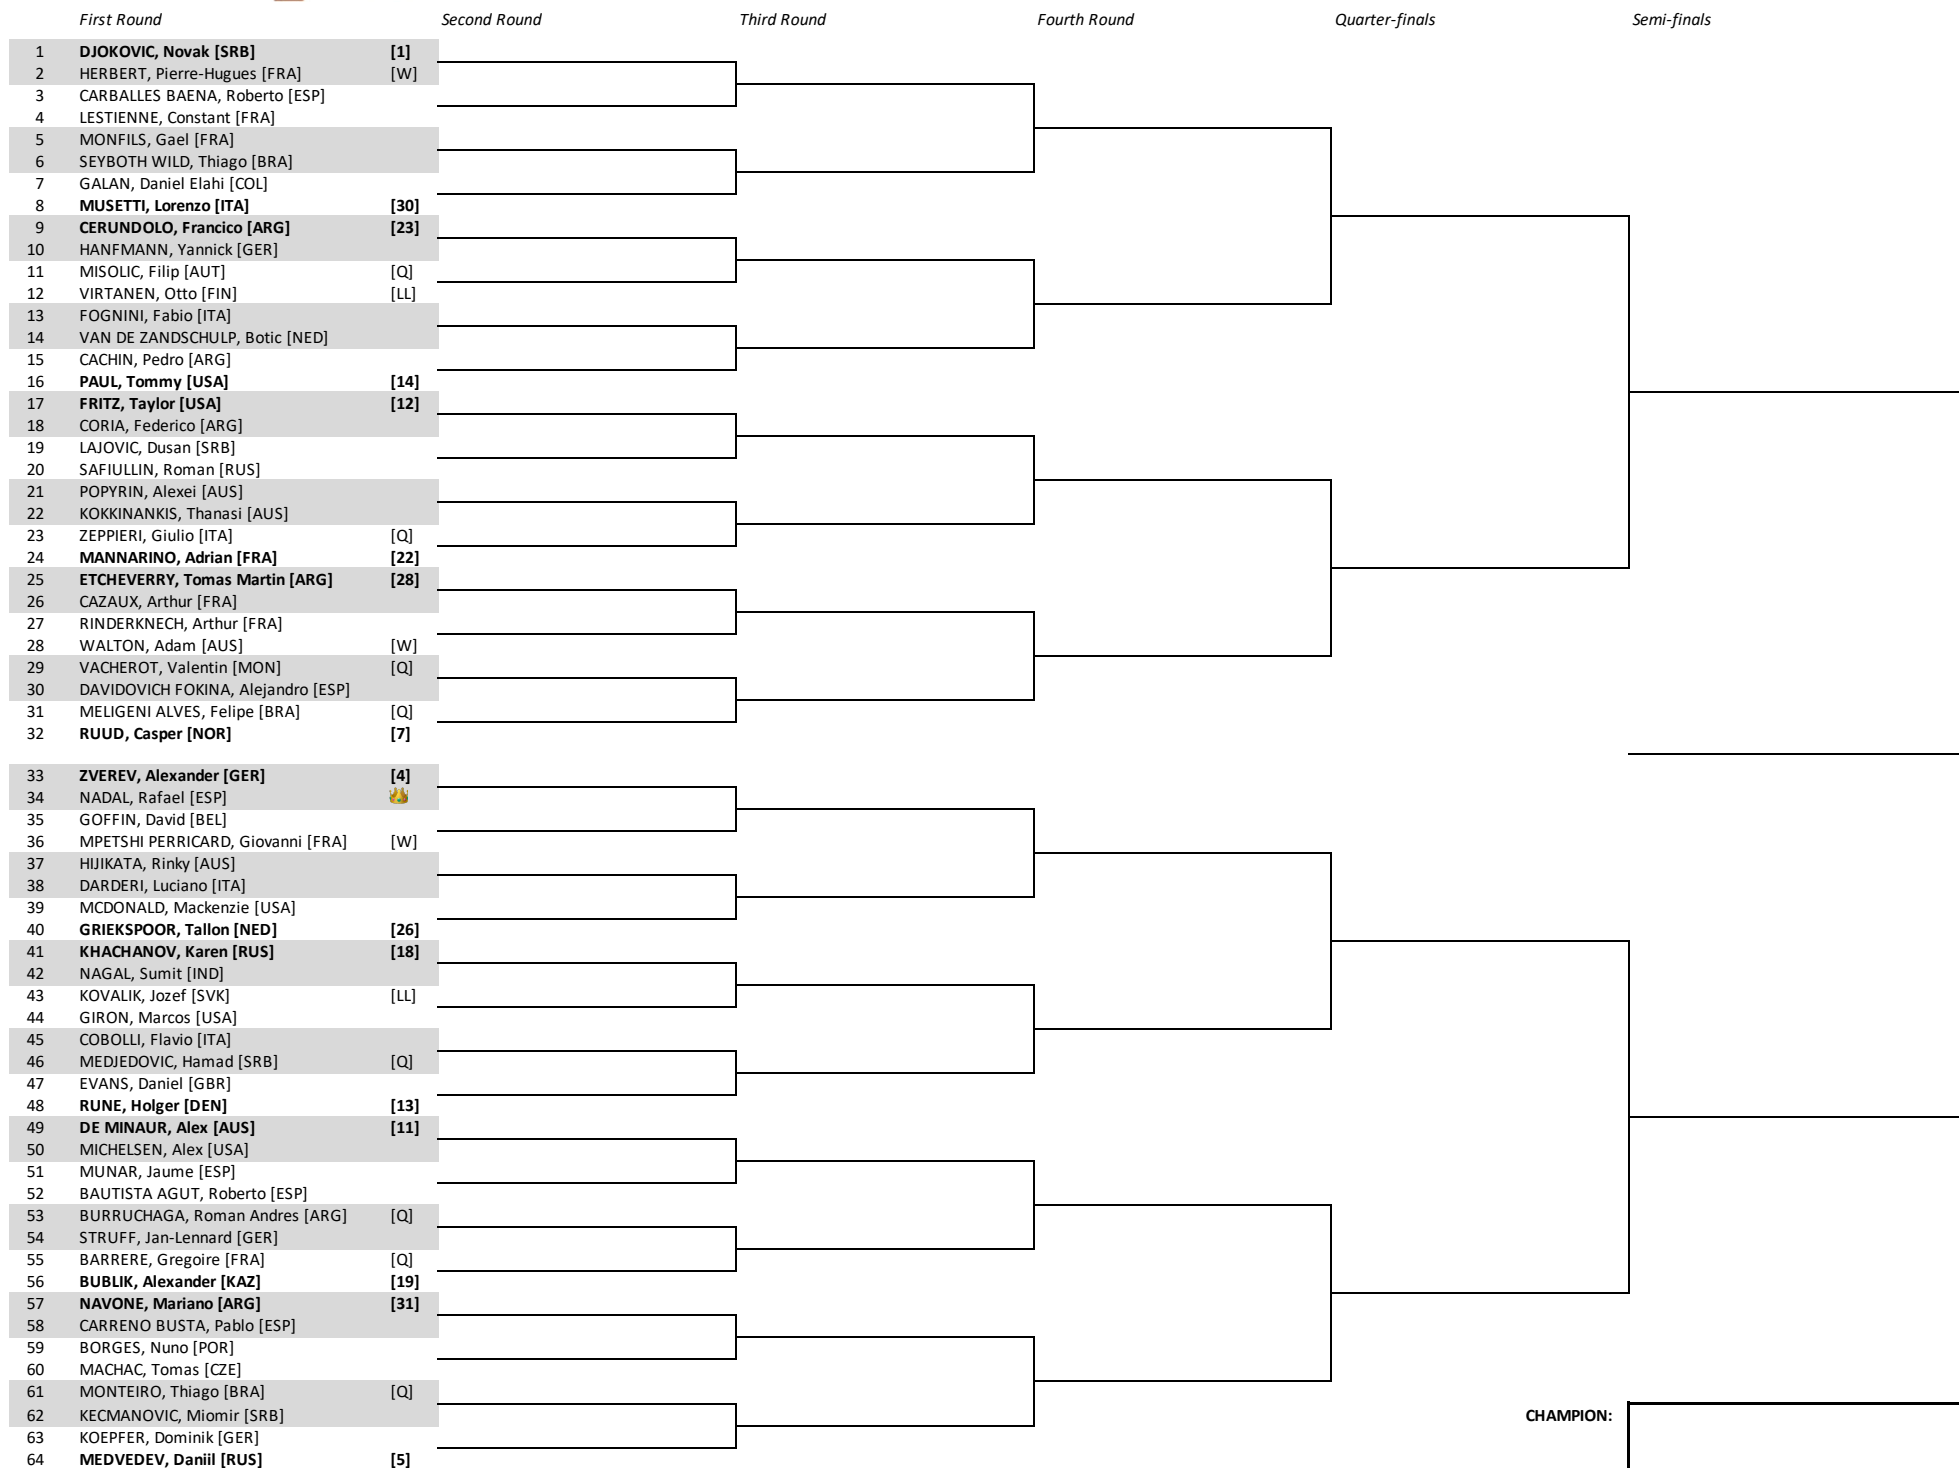 First Round Second Round Third Round Fourth Round Quarter-finals Semi-finals
1 DJOKOVIC, Novak [SRB] [1]
2 HERBERT, Pierre-Hugues [FRA] [W]
3 CARBALLES BAENA, Roberto [ESP]
4 LESTIENNE, Constant [FRA]
5 MONFILS, Gael [FRA]
6 SEYBOTH WILD, Thiago [BRA]
7 GALAN, Daniel Elahi [COL]
8 MUSETTI, Lorenzo [ITA] [30]
9 CERUNDOLO, Francico [ARG] [23]
10 HANFMANN, Yannick [GER]
11 MISOLIC, Filip [AUT] [Q]
12 VIRTANEN, Otto [FIN] [LL]
13 FOGNINI, Fabio [ITA]
14 VAN DE ZANDSCHULP, Botic [NED]
15 CACHIN, Pedro [ARG]
16 PAUL, Tommy [USA] [14]
17 FRITZ, Taylor [USA] [12]
18 CORIA, Federico [ARG]
19 LAJOVIC, Dusan [SRB]
20 SAFIULLIN, Roman [RUS]
21 POPYRIN, Alexei [AUS]
22 KOKKINANKIS, Thanasi [AUS]
23 ZEPPIERI, Giulio [ITA] [Q]
24 MANNARINO, Adrian [FRA] [22]
25 ETCHEVERRY, Tomas Martin [ARG] [28]
26 CAZAUX, Arthur [FRA]
27 RINDERKNECH, Arthur [FRA]
28 WALTON, Adam [AUS] [W]
29 VACHEROT, Valentin [MON] [Q]
30 DAVIDOVICH FOKINA, Alejandro [ESP]
31 MELIGENI ALVES, Felipe [BRA] [Q]
32 RUUD, Casper [NOR] [7]
33 ZVEREV, Alexander [GER] [4]
34 NADAL, Rafael [ESP]
35 GOFFIN, David [BEL]
36 MPETSHI PERRICARD, Giovanni [FRA] [W]
37 HIJIKATA, Rinky [AUS]
38 DARDERI, Luciano [ITA]
39 MCDONALD, Mackenzie [USA]
40 GRIEKSPOOR, Tallon [NED] [26]
41 KHACHANOV, Karen [RUS] [18]
42 NAGAL, Sumit [IND]
43 KOVALIK, Jozef [SVK] [LL]
44 GIRON, Marcos [USA]
45 COBOLLI, Flavio [ITA]
46 MEDJEDOVIC, Hamad [SRB] [Q]
47 EVANS, Daniel [GBR]
48 RUNE, Holger [DEN] [13]
49 DE MINAUR, Alex [AUS] [11]
50 MICHELSEN, Alex [USA]
51 MUNAR, Jaume [ESP]
52 BAUTISTA AGUT, Roberto [ESP]
53 BURRUCHAGA, Roman Andres [ARG] [Q]
54 STRUFF, Jan-Lennard [GER]
55 BARRERE, Gregoire [FRA] [Q]
56 BUBLIK, Alexander [KAZ] [19]
57 NAVONE, Mariano [ARG] [31]
58 CARRENO BUSTA, Pablo [ESP]
59 BORGES, Nuno [POR]
60 MACHAC, Tomas [CZE]
61 MONTEIRO, Thiago [BRA] [Q]
62 KECMANOVIC, Miomir [SRB]
CHAMPION:
63 KOEPFER, Dominik [GER]
64 MEDVEDEV, Daniil [RUS] [5]